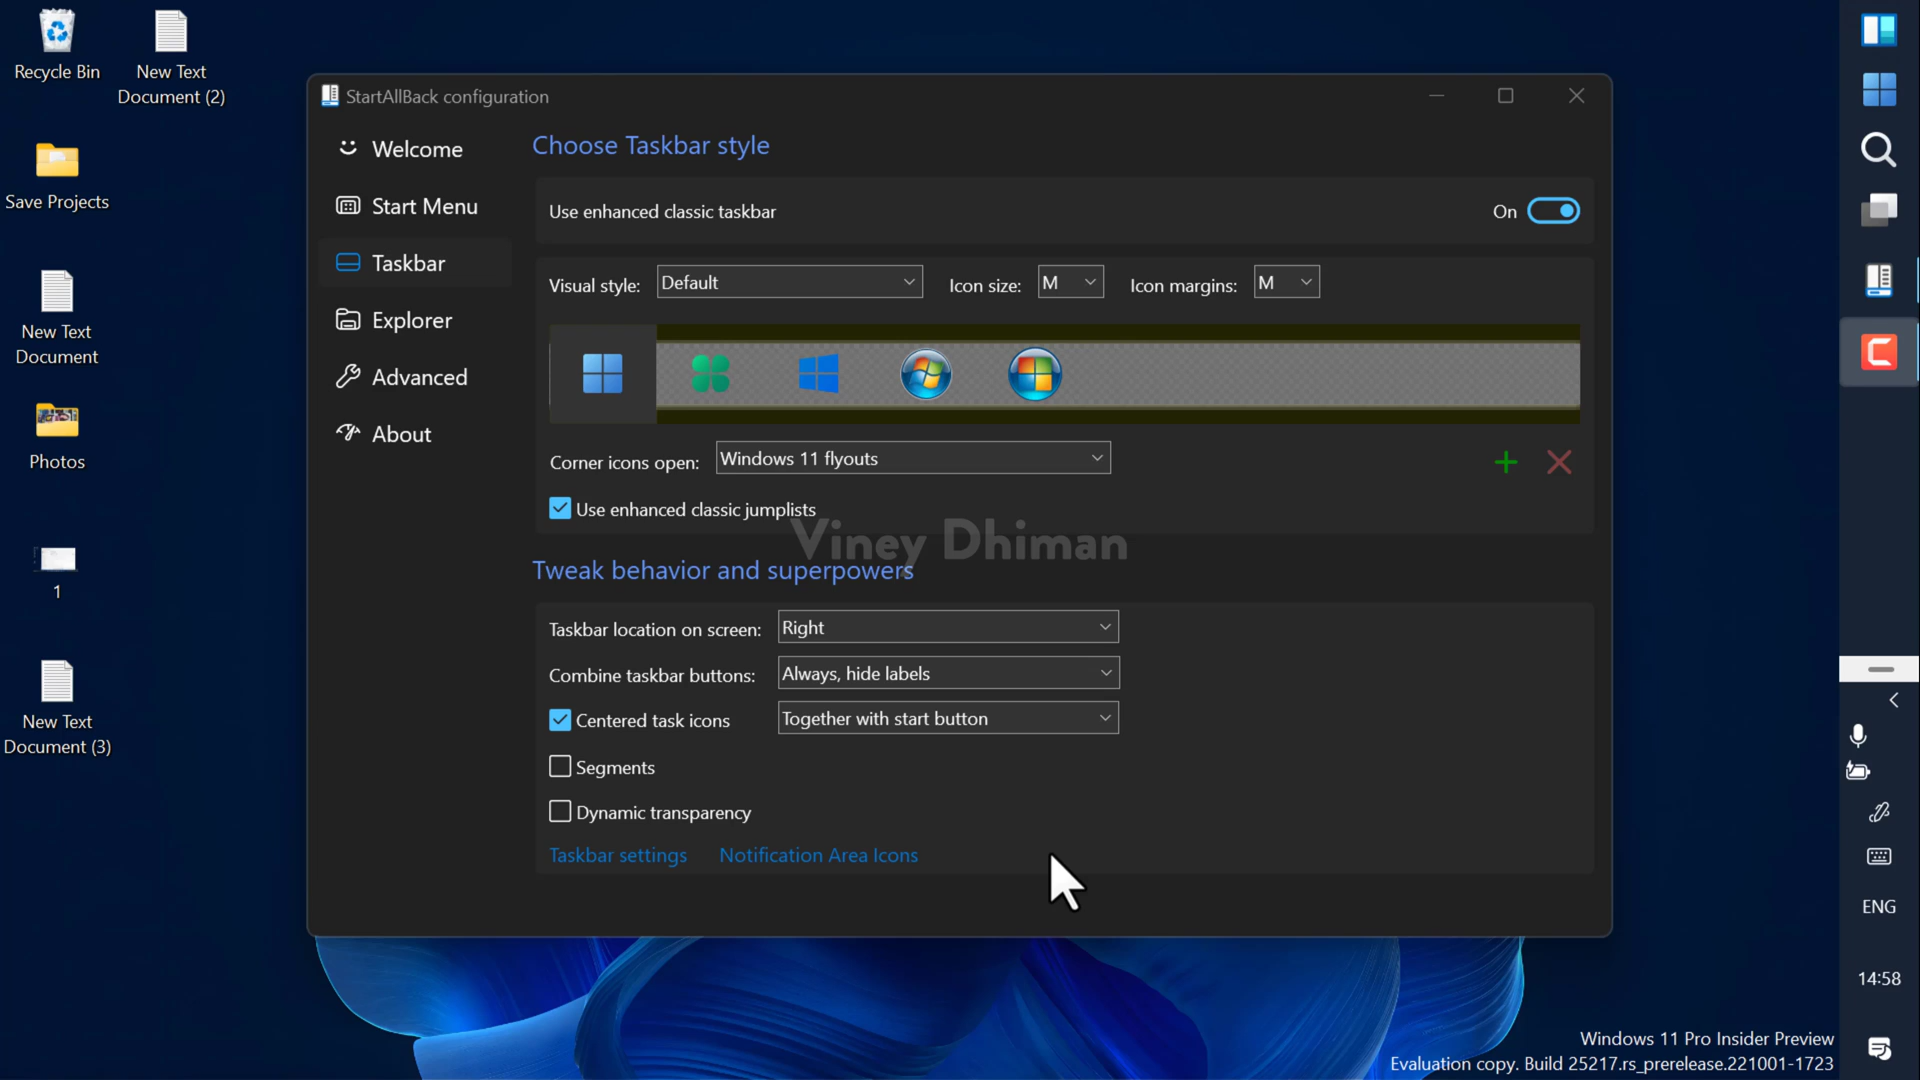 Recycle Bin
New Text
Document (2)
Save Projects
New Text
Document
Photos
1
New Text
Document (3)
StartAllBack configuration
Welcome
Start Menu
Taskbar
Explorer
Advanced
About
Choose Taskbar style
Use enhanced classic taskbar
On
Visual style: Default
Icon size: M
Icon margins: M
Corner icons open: Windows 11 flyouts
Use enhanced classic jumplists
Viney Dhiman
Tweak behavior and superpowers
Taskbar location on screen: Right
Combine taskbar buttons: Always, hide labels
Centered task icons Together with start button
Segments
Dynamic transparency
Taskbar settings Notification Area Icons
ENG
14:58
Windows 11 Pro Insider Preview
Evaluation copy. Build 25217.rs_prerelease.221001-1723